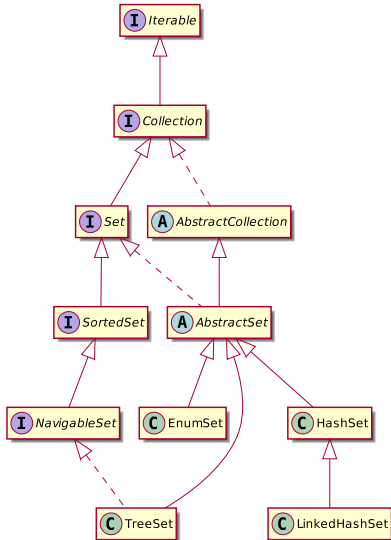 I Iterable
I Collection
I Set
A AbstractCollection
I SortedSet
A AbstractSet
I NavigableSet
C EnumSet
C HashSet
C TreeSet
C LinkedHashSet